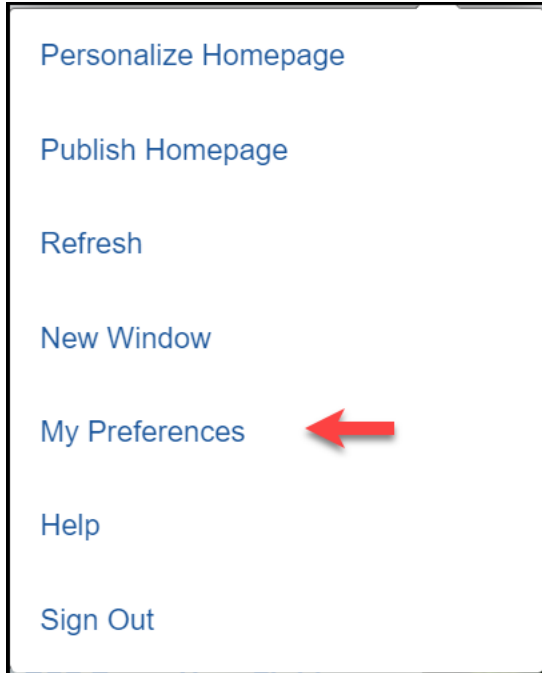 Personalize Homepage
Publish Homepage
Refresh
New Window
My Preferences
Help
Sign Out